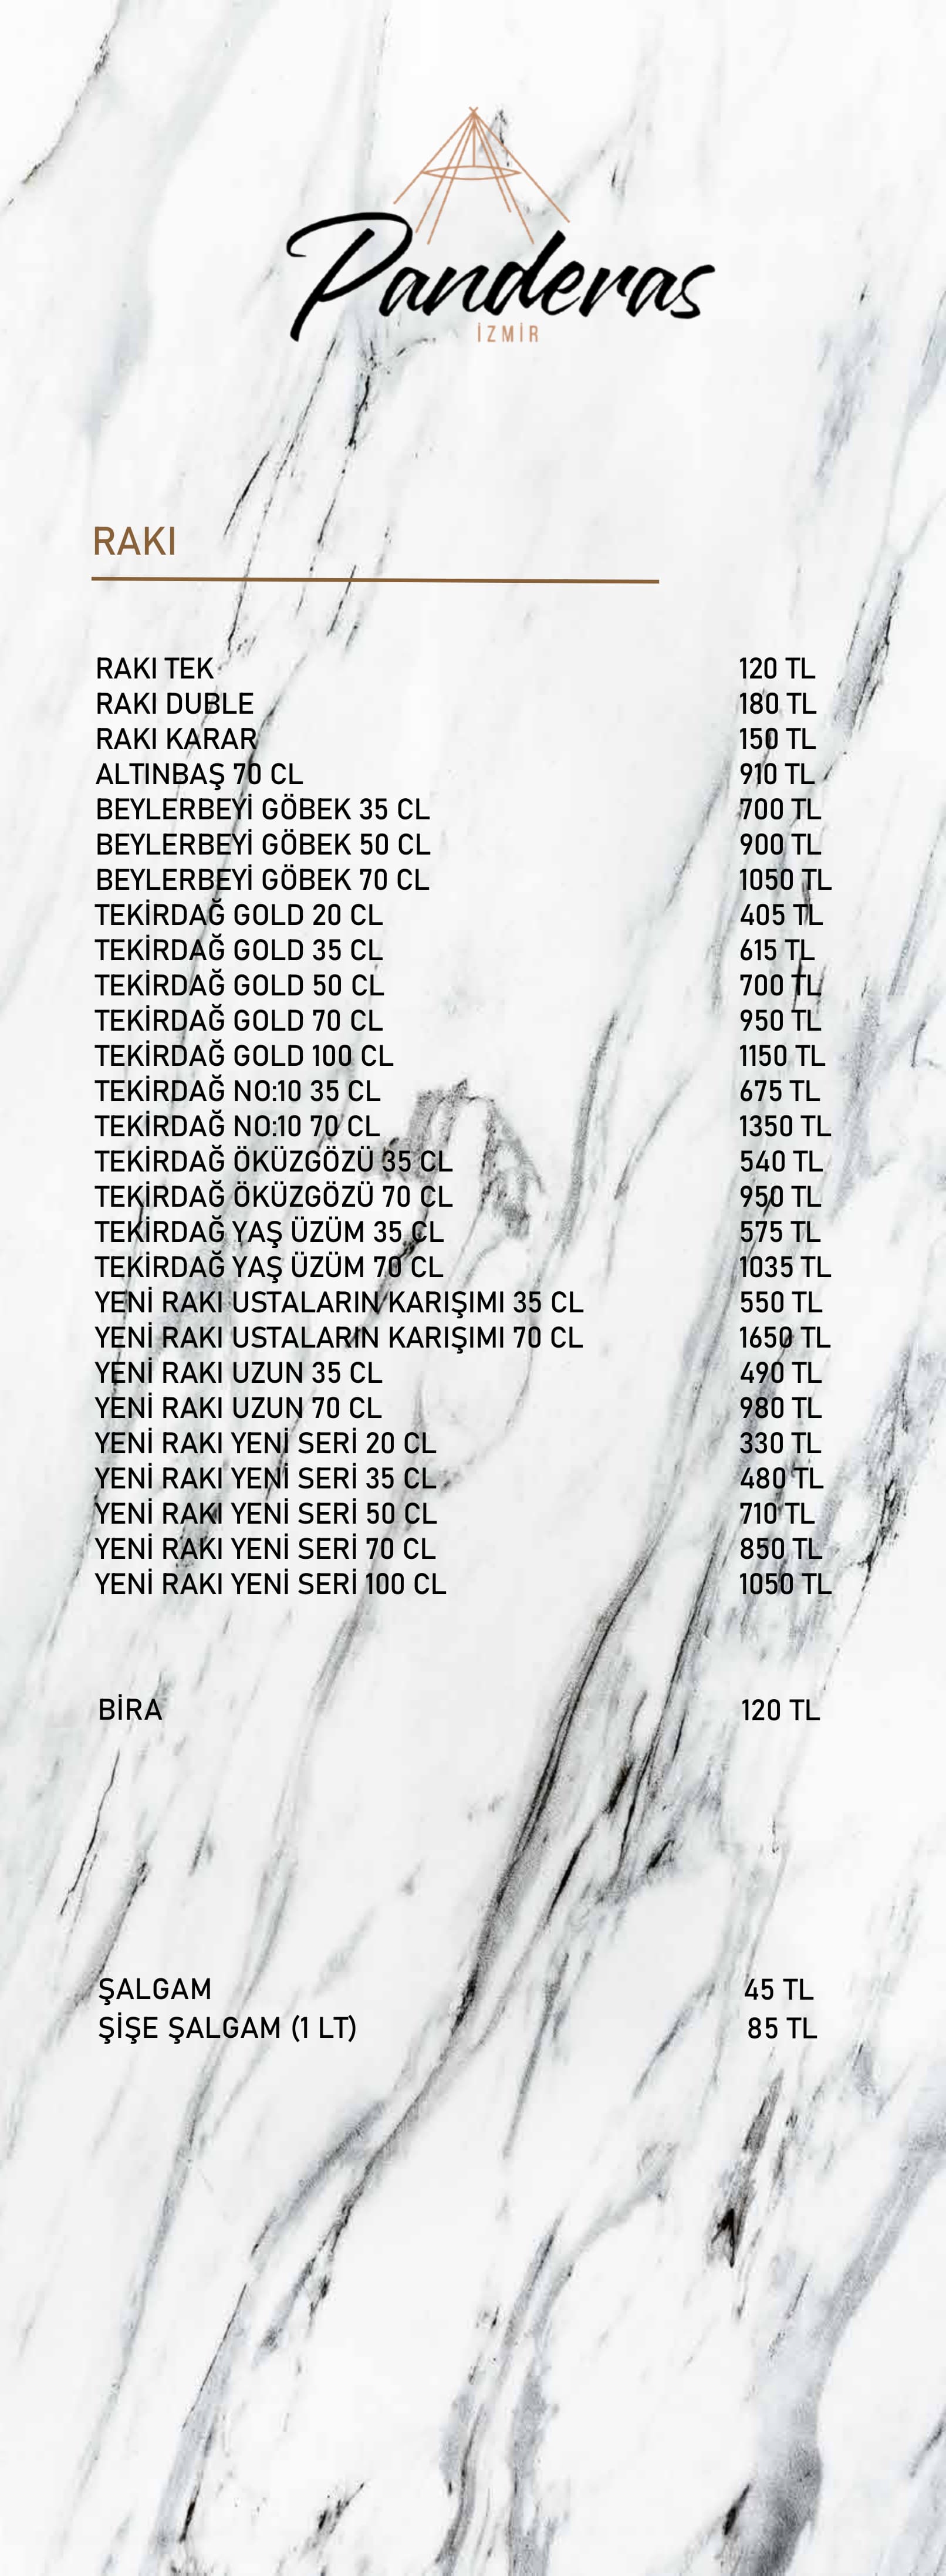 Panderas
İZMİR
RAKI
RAKI TEK 120 TL
RAKI DUBLE 180 TL
RAKI KARAR 150 TL
ALTINBAŞ 70 CL 910 TL
BEYLERBEYİ GÖBEK 35 CL 700 TL
BEYLERBEYİ GÖBEK 50 CL 900 TL
BEYLERBEYİ GÖBEK 70 CL 1050 TL
TEKİRDAĞ GOLD 20 CL 405 TL
TEKİRDAĞ GOLD 35 CL 615 TL
TEKİRDAĞ GOLD 50 CL 700 TL
TEKİRDAĞ GOLD 70 CL 950 TL
TEKİRDAĞ GOLD 100 CL 1150 TL
TEKİRDAĞ NO:10 35 CL 675 TL
TEKİRDAĞ NO:10 70 CL 1350 TL
TEKİRDAĞ ÖKÜZGÖZÜ 35 CL 540 TL
TEKİRDAĞ ÖKÜZGÖZÜ 70 CL 950 TL
TEKİRDAĞ YAŞ ÜZÜM 35 CL 575 TL
TEKİRDAĞ YAŞ ÜZÜM 70 CL 1035 TL
YENİ RAKI USTALARIN KARIŞIMI 35 CL 550 TL
YENİ RAKI USTALARIN KARIŞIMI 70 CL 1650 TL
YENİ RAKI UZUN 35 CL 490 TL
YENİ RAKI UZUN 70 CL 980 TL
YENİ RAKI YENİ SERİ 20 CL 330 TL
YENİ RAKI YENİ SERİ 35 CL 480 TL
YENİ RAKI YENİ SERİ 50 CL 710 TL
YENİ RAKI YENİ SERİ 70 CL 850 TL
YENİ RAKI YENİ SERİ 100 CL 1050 TL
BİRA 120 TL
ŞALGAM 45 TL
ŞİŞE ŞALGAM (1 LT) 85 TL